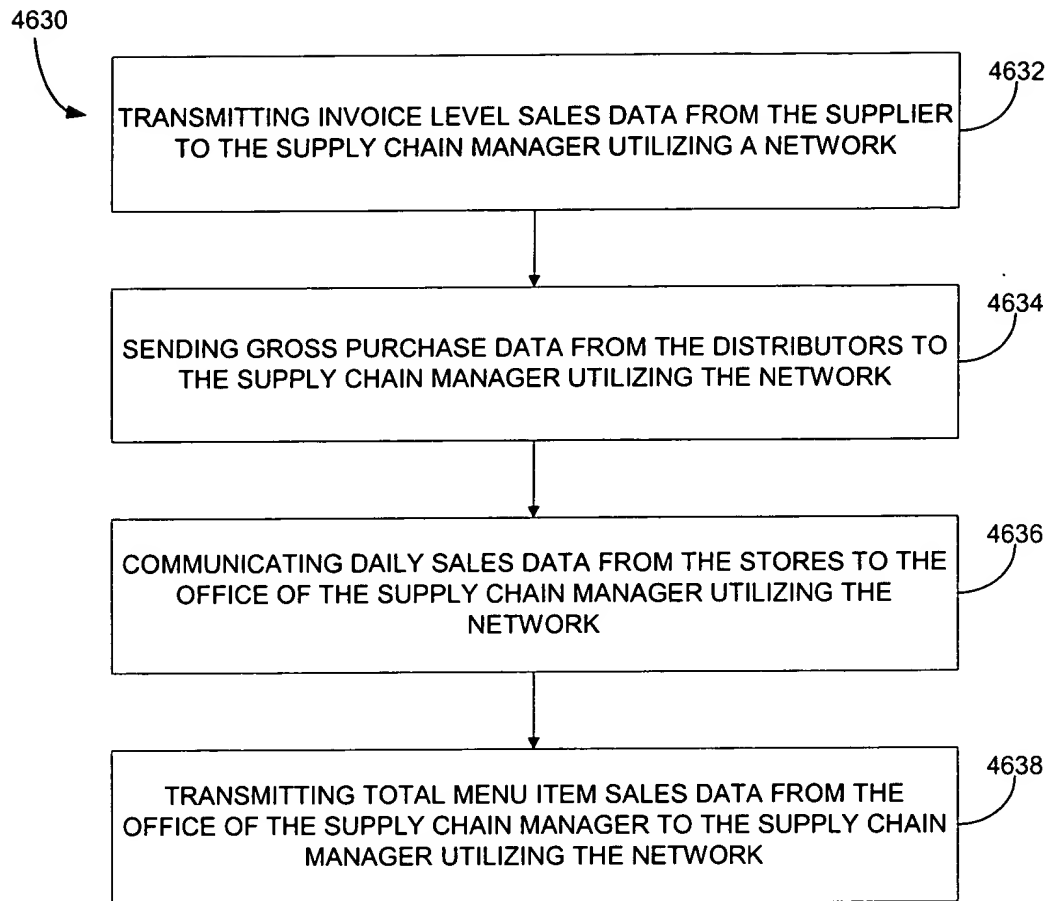 4630
4632
TRANSMITTING INVOICE LEVEL SALES DATA FROM THE SUPPLIER
TO THE SUPPLY CHAIN MANAGER UTILIZING A NETWORK
4634
SENDING GROSS PURCHASE DATA FROM THE DISTRIBUTORS TO
THE SUPPLY CHAIN MANAGER UTILIZING THE NETWORK
4636
COMMUNICATING DAILY SALES DATA FROM THE STORES TO THE
OFFICE OF THE SUPPLY CHAIN MANAGER UTILIZING THE
NETWORK
4638
TRANSMITTING TOTAL MENU ITEM SALES DATA FROM THE
OFFICE OF THE SUPPLY CHAIN MANAGER TO THE SUPPLY CHAIN
MANAGER UTILIZING THE NETWORK